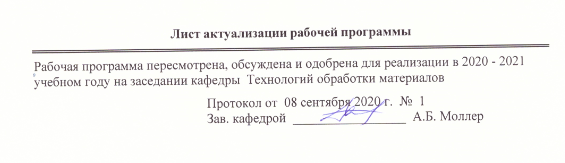 Лист актуализации рабочей программы
Рабочая программа пересмотрена, обсуждена и одобрена для реализации в 2020 - 2021
учебном году на заседании кафедры Технологий обработки материалов
Протокол от 08 сентября 2020 г. № 1
Зав. кафедрой ________________ А.Б. Моллер